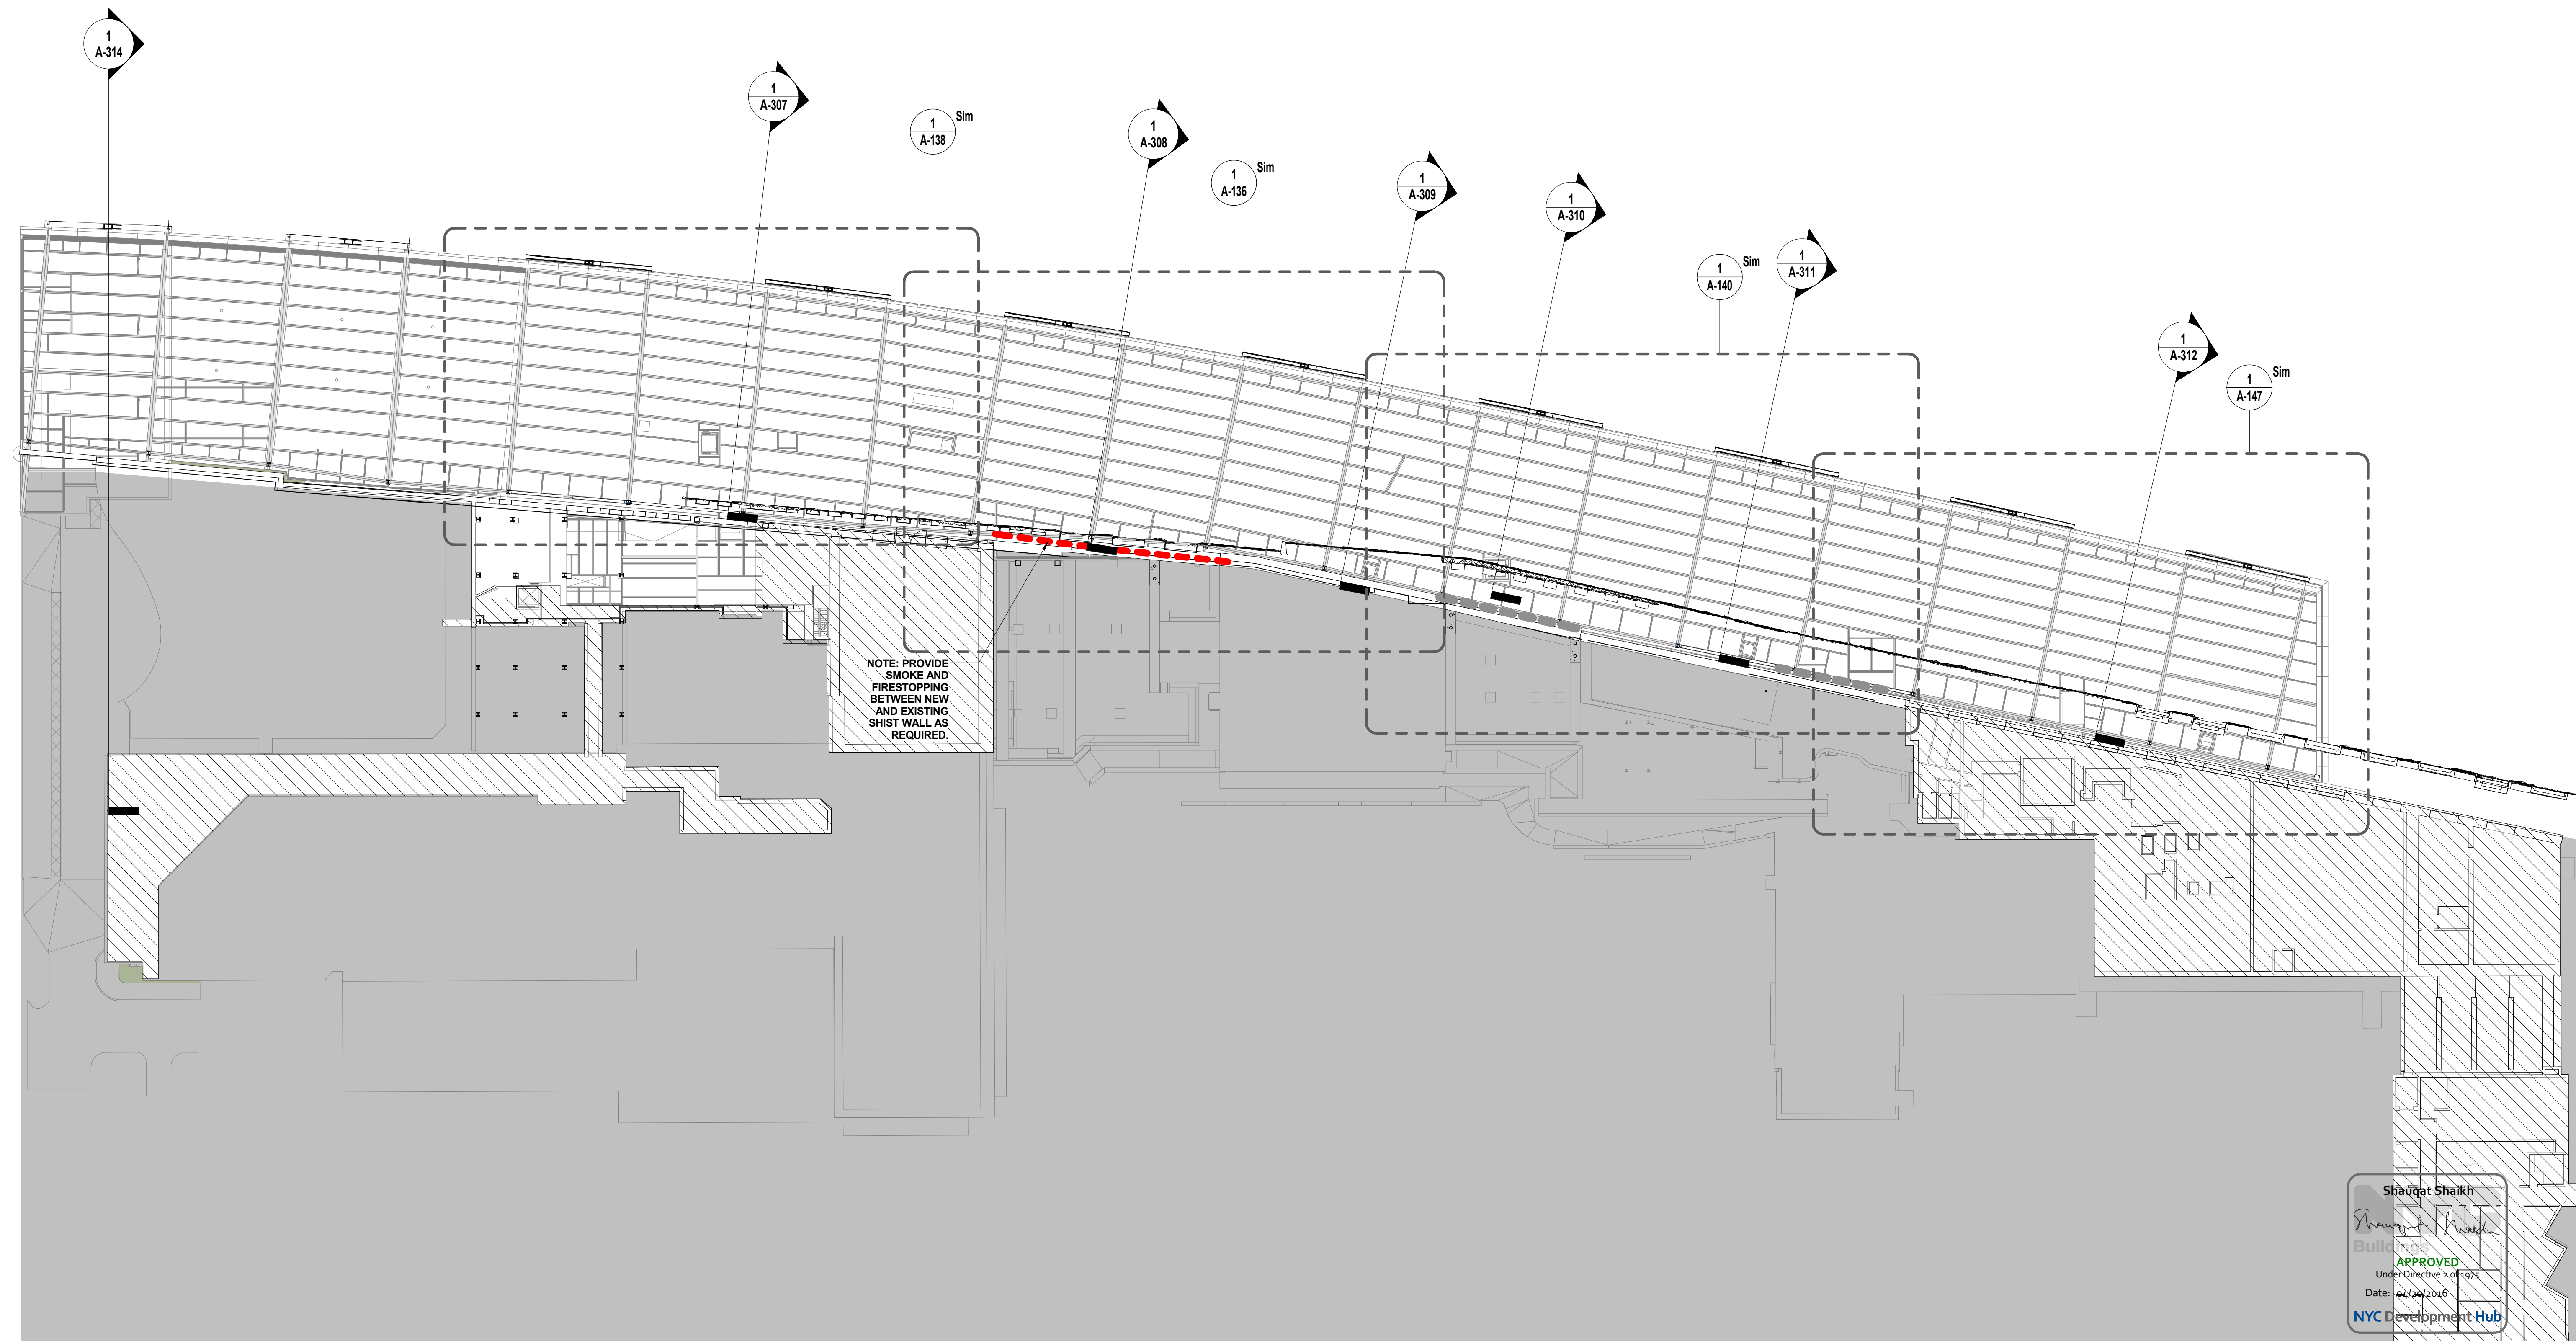 1
A-314
1
A-307
1
A-138
Sim
1
A-308
1
A-136
Sim
1
A-309
1
A-310
1
A-140
Sim
1
A-311
1
A-312
1
A-147
Sim
NOTE: PROVIDE
SMOKE AND
FIRESTOPPING
BETWEEN NEW
AND EXISTING
SHIST WALL AS
REQUIRED.
Shauqat Shaikh
Buildings
APPROVED
Under Directive 2 of 1975
Date: 04/20/2016
NYC Development Hub